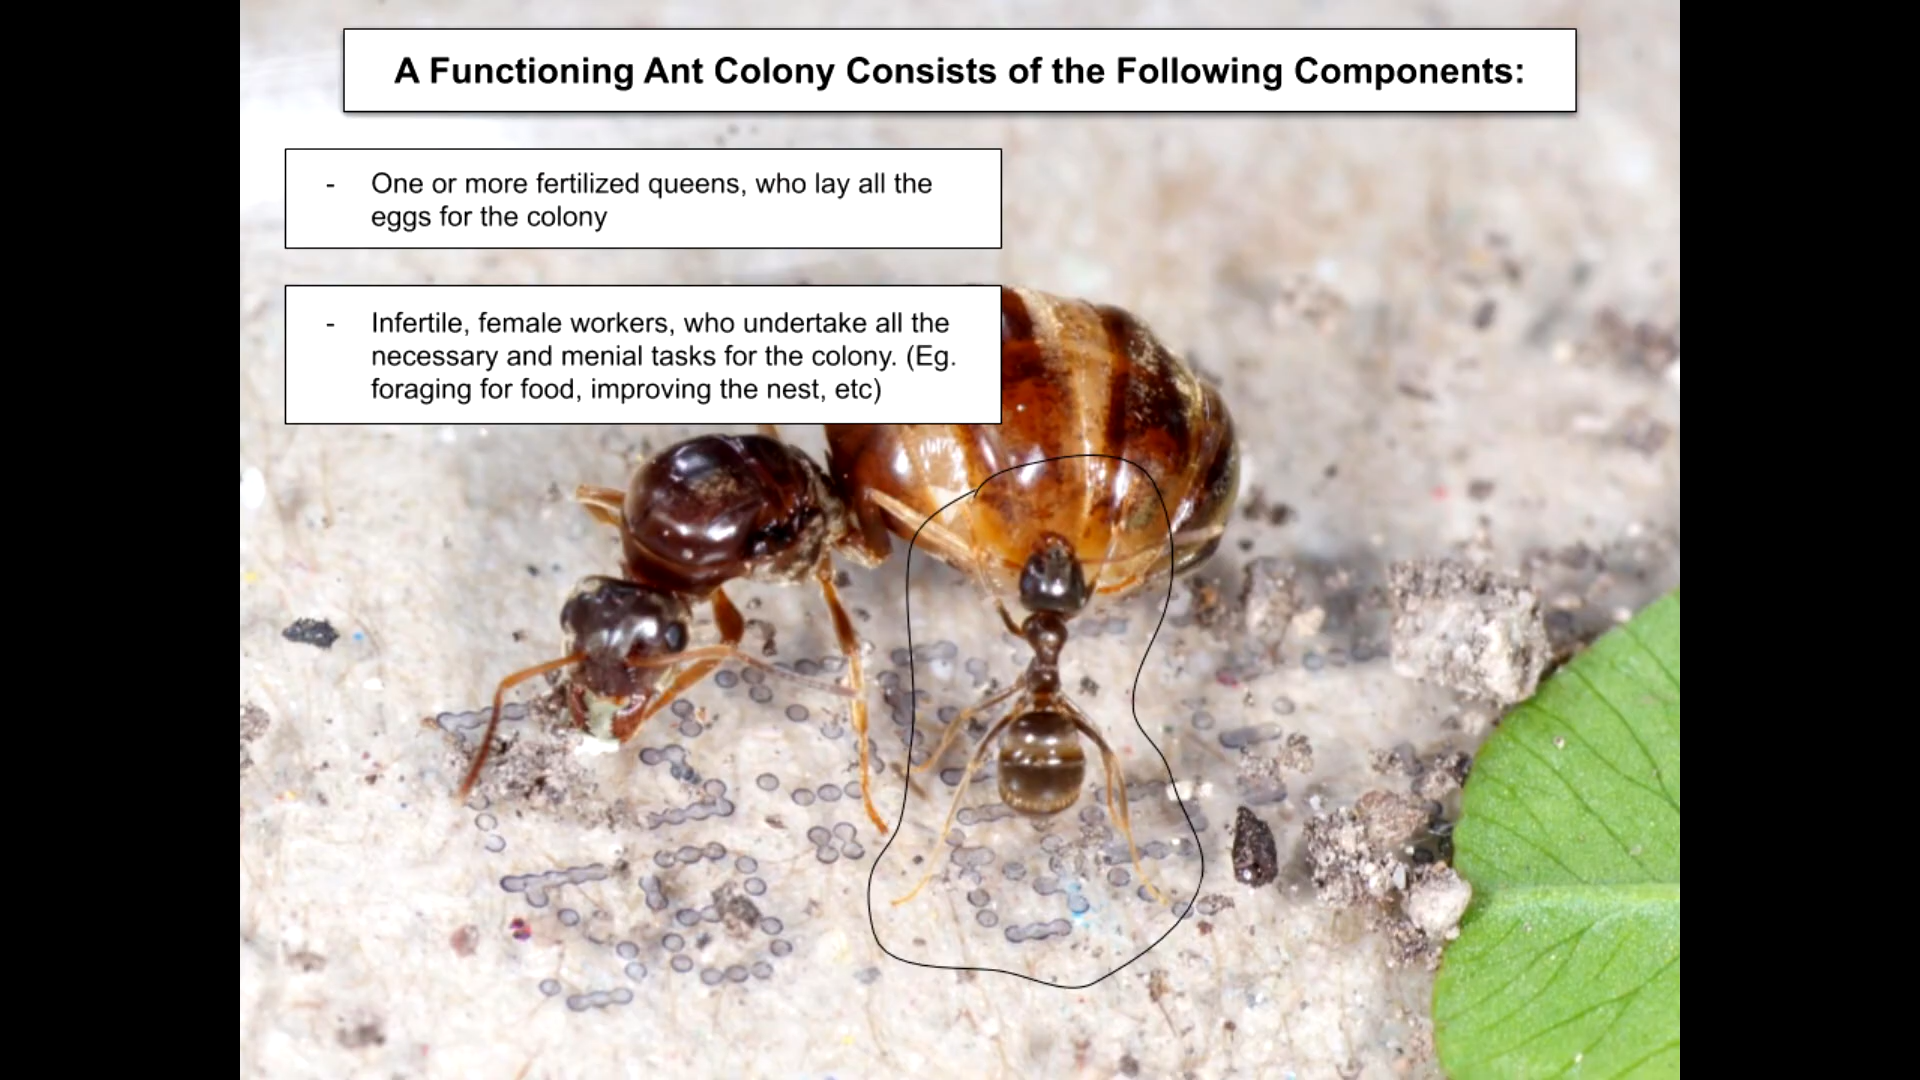 A Functioning Ant Colony Consists of the Following Components:
- One or more fertilized queens, who lay all the
eggs for the colony
- Infertile, female workers, who undertake all the
necessary and menial tasks for the colony. (Eg.
foraging for food, improving the nest, etc)